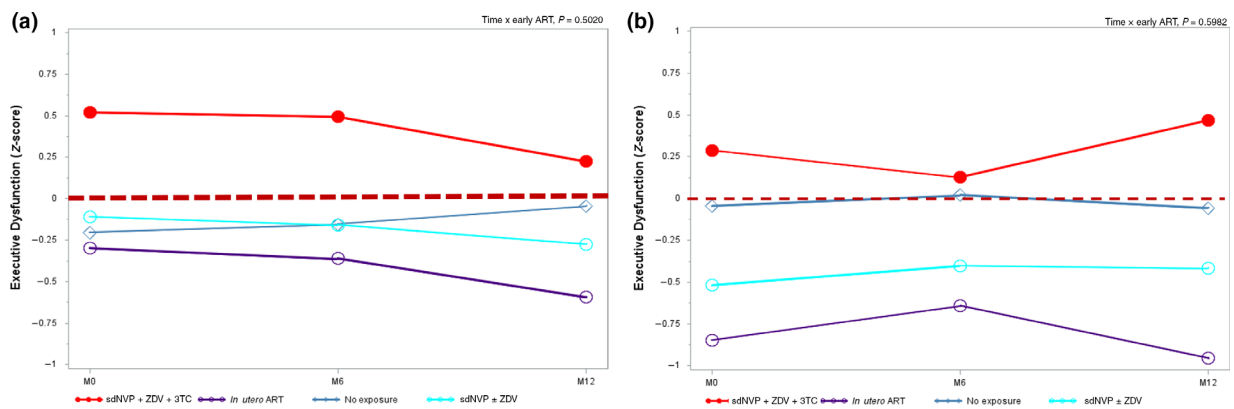 (a)
Time x early ART, P = 0.5020
Executive Dysfunction (Z-score)
1
0.75
0.5
0.25
0
−0.25
−0.5
−0.75
−1
M0 M6 M12
sdNVP + ZDV + 3TC In utero ART No exposure sdNVP ± ZDV
(b)
Time × early ART, P = 0.5982
Executive Dysfunction (Z-score)
1
0.75
0.5
0.25
0
−0.25
−0.5
−0.75
−1
M0 M6 M12
sdNVP + ZDV + 3TC In utero ART No exposure sdNVP ± ZDV